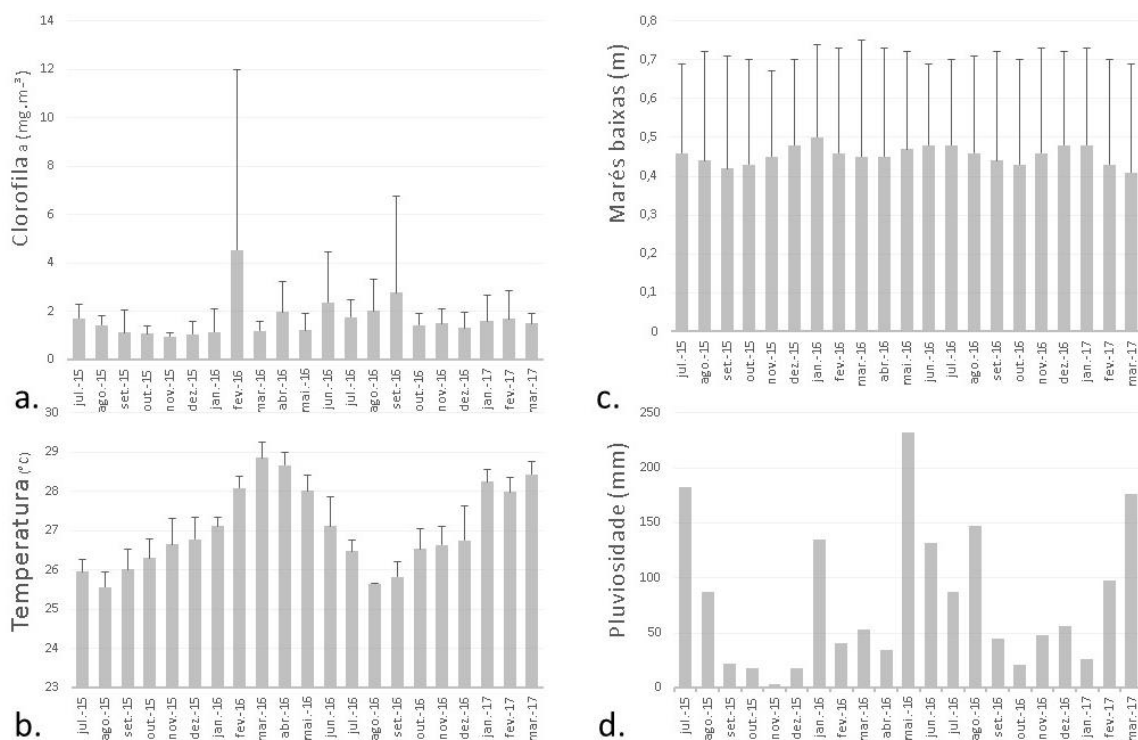 Clorofila a (mg.m-³)
14
12
10
8
6
4
2
0
jul.-15
ago.-15
set.-15
out.-15
nov.-15
dez.-15
jan.-16
fev.-16
mar.-16
abr.-16
mai.-16
jun.-16
jul.-16
ago.-16
set.-16
out.-16
nov.-16
dez.-16
jan.-17
fev.-17
mar.-17
a.
Marés baixas (m)
0,8
0,7
0,6
0,5
0,4
0,3
0,2
0,1
0
jul.-15
ago.-15
set.-15
out.-15
nov.-15
dez.-15
jan.-16
fev.-16
mar.-16
abr.-16
mai.-16
jun.-16
jul.-16
ago.-16
set.-16
out.-16
nov.-16
dez.-16
jan.-17
fev.-17
mar.-17
c.
Temperatura (°C)
30
29
28
27
26
25
24
23
jul.-15
ago.-15
set.-15
out.-15
nov.-15
dez.-15
jan.-16
fev.-16
mar.-16
abr.-16
mai.-16
jun.-16
jul.-16
ago.-16
set.-16
out.-16
nov.-16
dez.-16
jan.-17
fev.-17
mar.-17
b.
Pluviosidade (mm)
250
200
150
100
50
0
jul.-15
ago.-15
set.-15
out.-15
nov.-15
dez.-15
jan.-16
fev.-16
mar.-16
abr.-16
mai.-16
jun.-16
jul.-16
ago.-16
set.-16
out.-16
nov.-16
dez.-16
jan.-17
fev.-17
mar.-17
d.